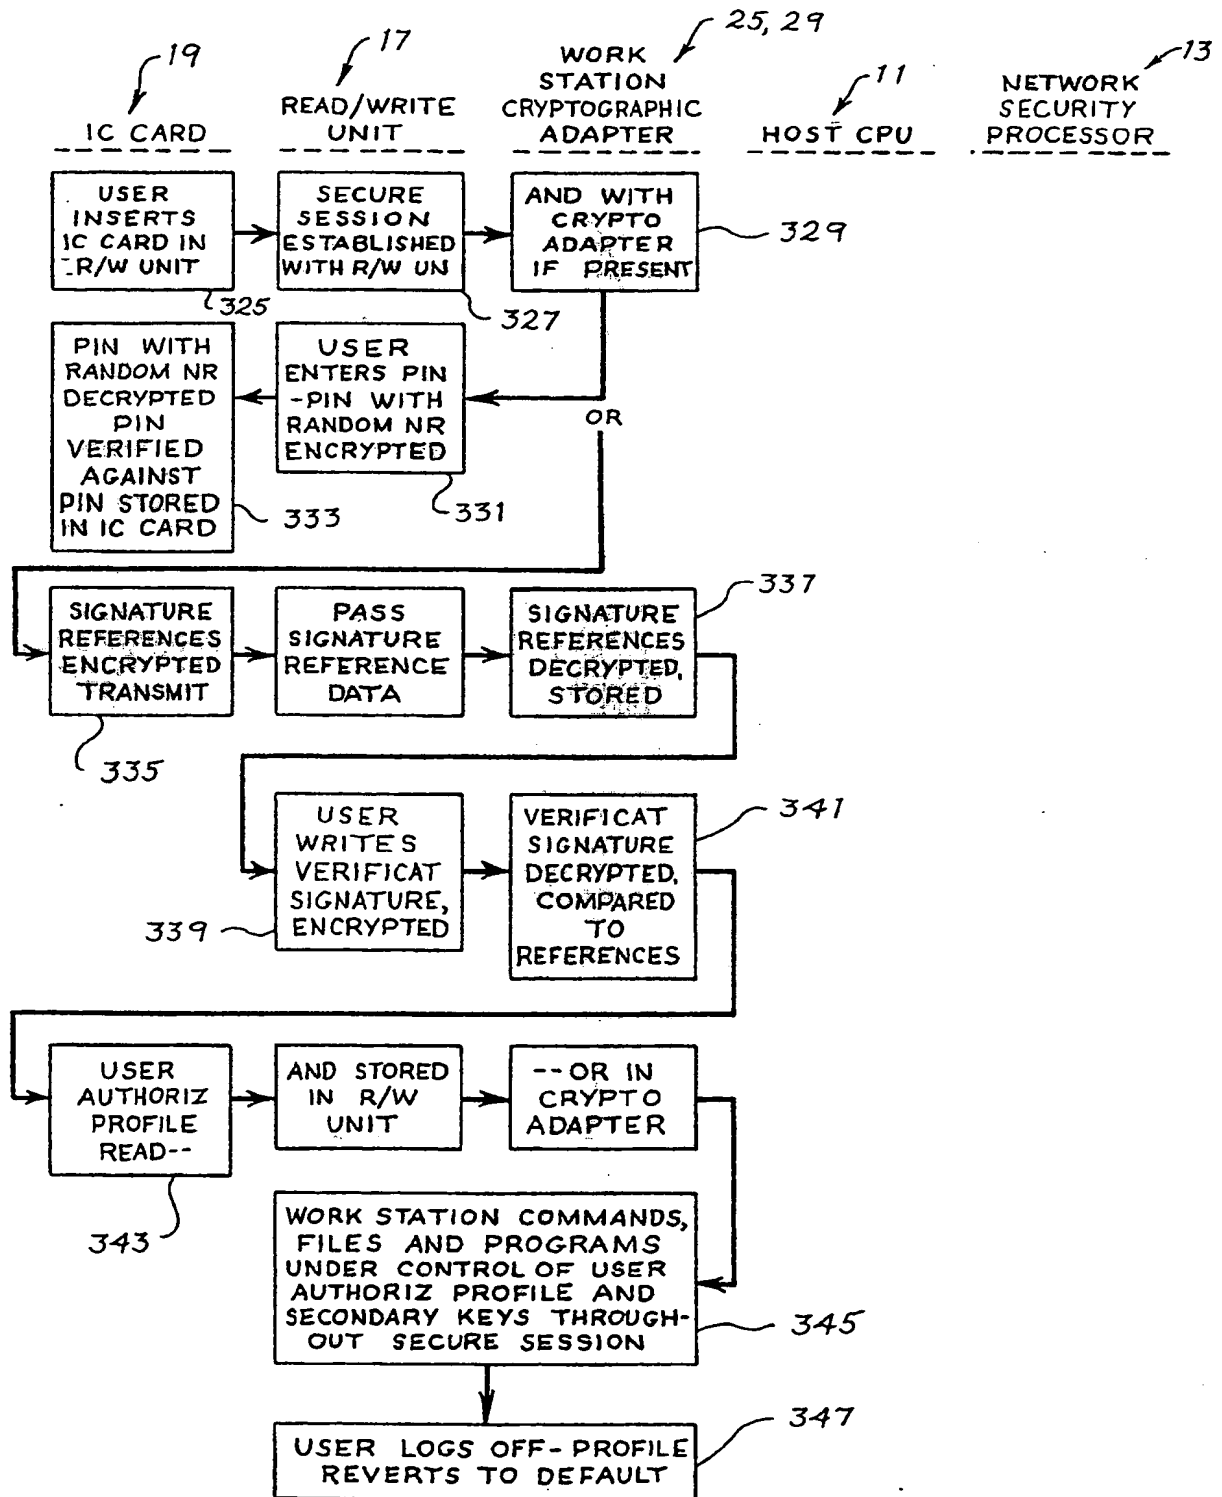 19
IC CARD
17
READ/WRITE
UNIT
25, 29
WORK
STATION
CRYPTOGRAPHIC
ADAPTER
11
HOST CPU
13
NETWORK
SECURITY
PROCESSOR
USER
INSERTS
IC CARD IN
R/W UNIT
325
SECURE
SESSION
ESTABLISHED
WITH R/W UN
327
AND WITH
CRYPTO
ADAPTER
IF PRESENT
329
PIN WITH
RANDOM NR
DECRYPTED
PIN
VERIFIED
AGAINST
PIN STORED
IN IC CARD
333
USER
ENTERS PIN
-PIN WITH
RANDOM NR
ENCRYPTED
331
OR
SIGNATURE
REFERENCES
ENCRYPTED
TRANSMIT
335
PASS
SIGNATURE
REFERENCE
DATA
SIGNATURE
REFERENCES
DECRYPTED,
STORED
337
USER
WRITES
VERIFICAT
SIGNATURE,
ENCRYPTED
339
VERIFICAT
SIGNATURE
DECRYPTED,
COMPARED
TO
REFERENCES
341
USER
AUTHORIZ
PROFILE
READ--
343
AND STORED
IN R/W
UNIT
--OR IN
CRYPTO
ADAPTER
WORK STATION COMMANDS,
FILES AND PROGRAMS
UNDER CONTROL OF USER
AUTHORIZ PROFILE AND
SECONDARY KEYS THROUGH-
OUT SECURE SESSION
345
USER LOGS OFF-PROFILE
REVERTS TO DEFAULT
347